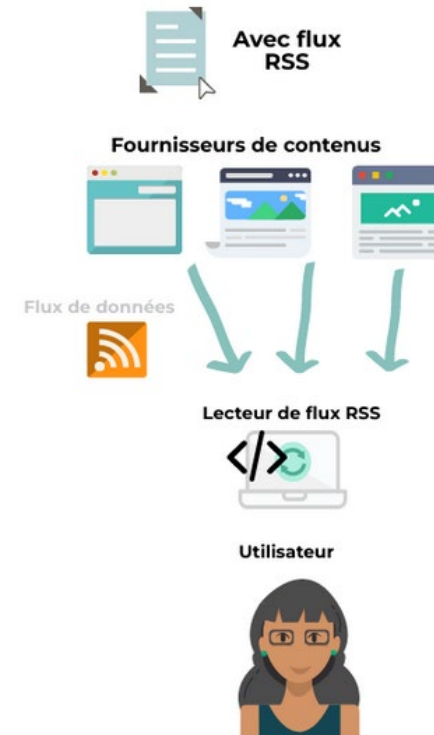 Avec flux
RSS
Fournisseurs de contenus
Flux de données
Lecteur de flux RSS
</>
Utilisateur